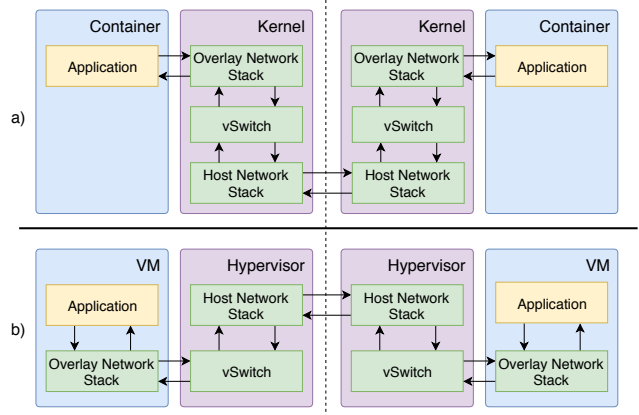 Container
Kernel
Kernel
Container
Application
Overlay Network
Stack
Overlay Network
Stack
Application
a)
vSwitch
vSwitch
Host Network
Stack
Host Network
Stack
VM
Hypervisor
Hypervisor
VM
Application
Host Network
Stack
Host Network
Stack
Application
b)
Overlay Network
Stack
vSwitch
vSwitch
Overlay Network
Stack